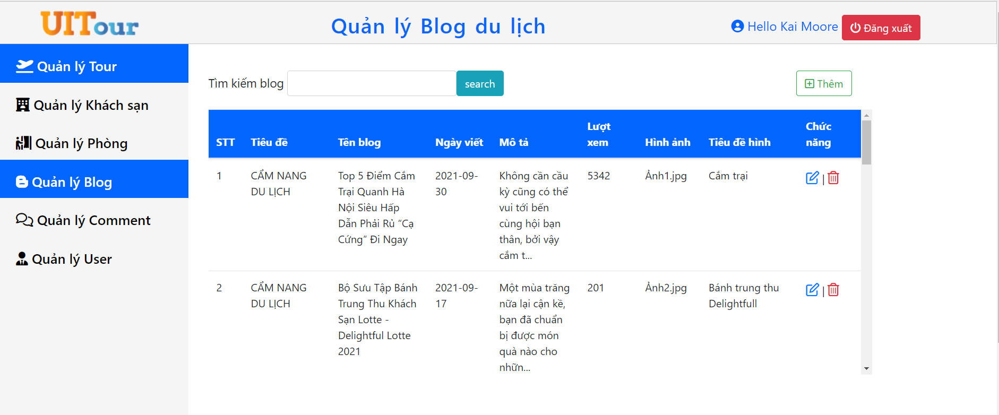 UITour
Quản lý Blog du lịch
Hello Kai Moore
Đăng xuất
Quản lý Tour
Quản lý Khách sạn
Quản lý Phòng
Quản lý Blog
Quản lý Comment
Quản lý User
Tìm kiếm blog
search
Thêm
STT
Tiêu đề
Tên blog
Ngày viết
Mô tả
Lượt
xem
Hình ảnh
Tiêu đề hình
Chức
năng
1
CẨM NANG
DU LỊCH
Top 5 Điểm Cắm
Trại Quanh Hà
Nội Siêu Hấp
Dẫn Phải Rủ “Cạ
Cứng” Đi Ngay
2021-09-
30
Không cần cầu
kỳ cũng có thể
vui tới bến
cùng hội bạn
thân, bởi vậy
cắm t...
5342
Ảnh1.jpg
Cắm trại
|
2
CẨM NANG
DU LỊCH
Bộ Sưu Tập Bánh
Trung Thu Khách
Sạn Lotte -
Delightful Lotte
2021
2021-09-
17
Một mùa trăng
nữa lại cận kề,
bạn đã chuẩn
bị được món
quà nào cho
nhữn...
201
Ảnh2.jpg
Bánh trung thu
Delightfull
|